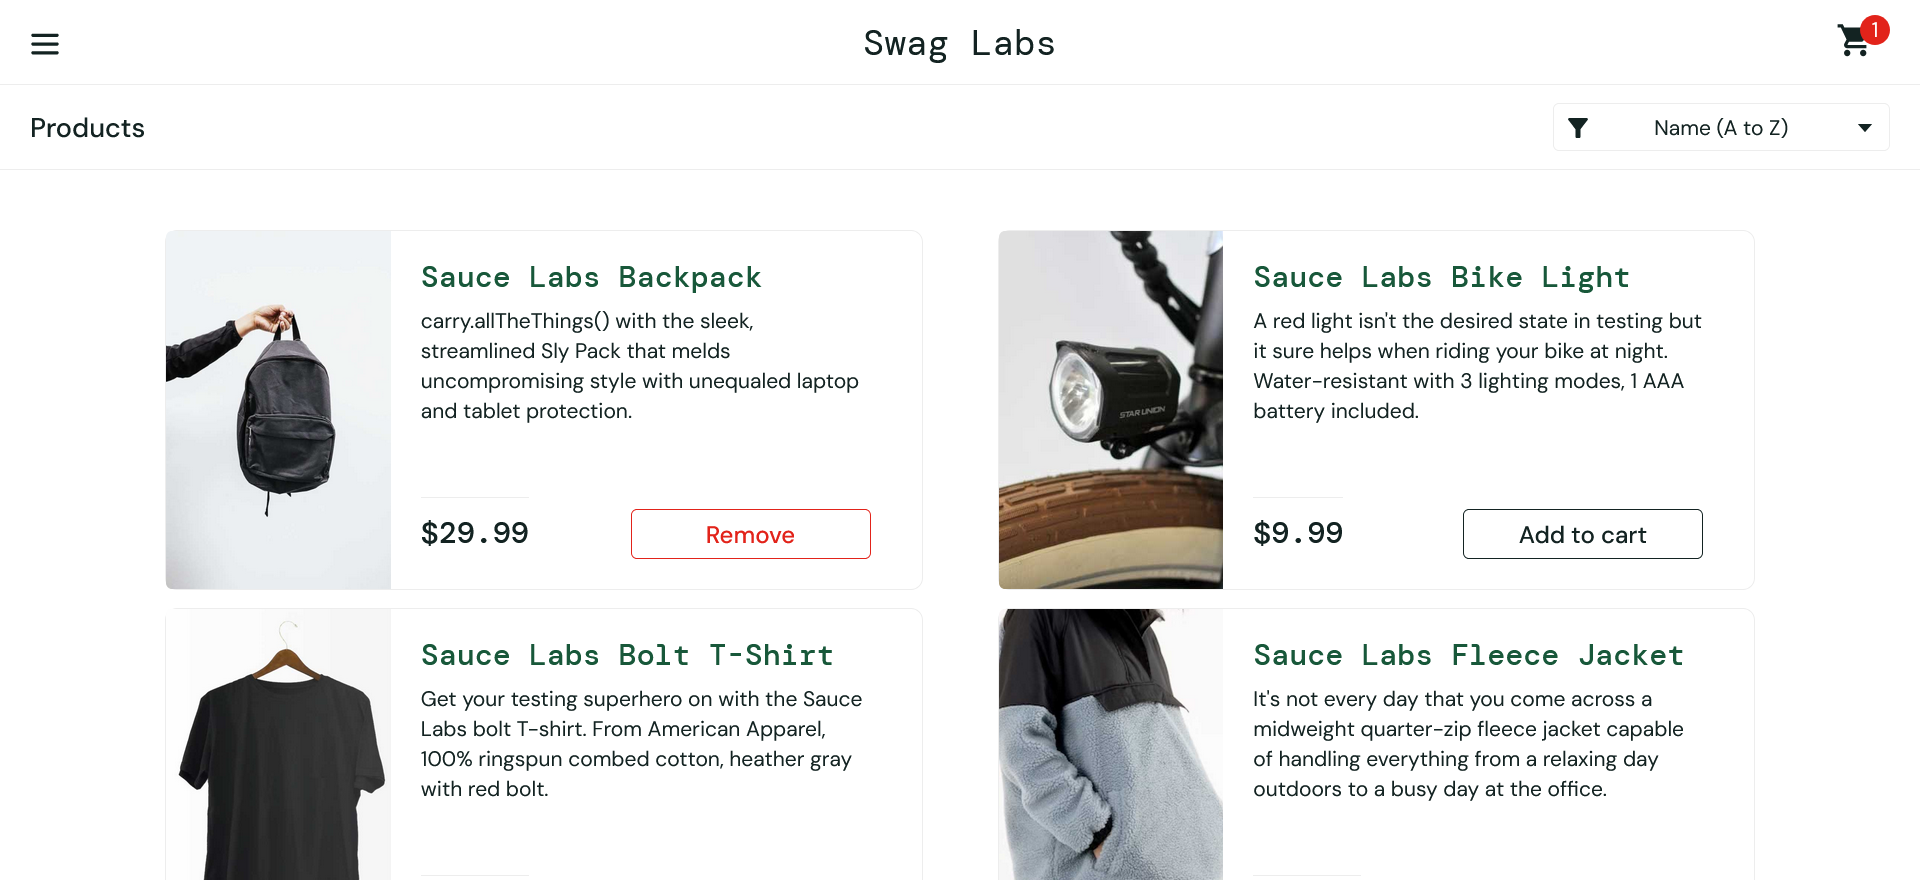 Swag Labs
1
Products
Name (A to Z)
Sauce Labs Backpack
carry.allTheThings() with the sleek,
streamlined Sly Pack that melds
uncompromising style with unequaled laptop
and tablet protection.
$29.99
Remove
STAR UNION
Sauce Labs Bike Light
A red light isn't the desired state in testing but
it sure helps when riding your bike at night.
Water-resistant with 3 lighting modes, 1 AAA
battery included.
$9.99
Add to cart
Sauce Labs Bolt T-Shirt
Get your testing superhero on with the Sauce
Labs bolt T-shirt. From American Apparel,
100% ringspun combed cotton, heather gray
with red bolt.
Sauce Labs Fleece Jacket
It's not every day that you come across a
midweight quarter-zip fleece jacket capable
of handling everything from a relaxing day
outdoors to a busy day at the office.